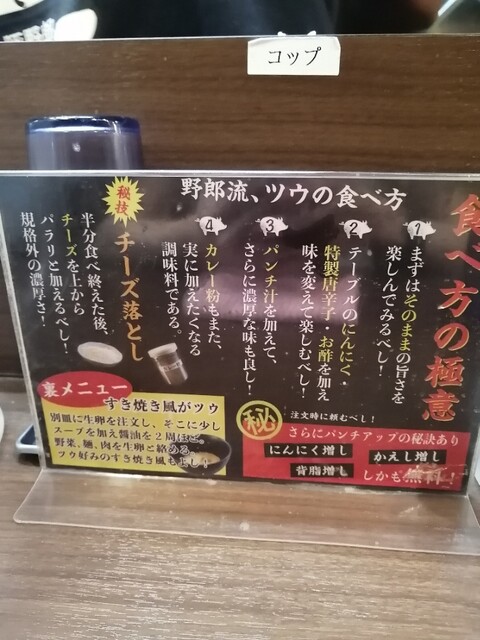 コップ
食べ方の極意
野郎流、ツウの食べ方
1
まずはそのままの旨さを
楽しんでみるべし!
2
テーブルのにんにく・
特製唐辛子・お酢を加え
味を変えて楽しむべし!
3
パンチ汁を加えて、
さらに濃厚な味も良し!
4
カレー粉もまた、
実に加えたくなる
調味料である。
秘技
チーズ落とし
半分食べ終えた後、
チーズを上から
パラリと加えるべし!
規格外の濃厚さ!
裏メニュー
すき焼き風がツウ
別皿に生卵を注文し、そこに少し
スープを加え醤油を2周ほど。
野菜、麺、肉を生卵と絡める。
ツウ好みのすき焼き風もよし!
㊙
注文時に頼むべし!
さらにパンチアップの秘訣あり
にんにく増し
かえし増し
背脂増し
しかも無料!